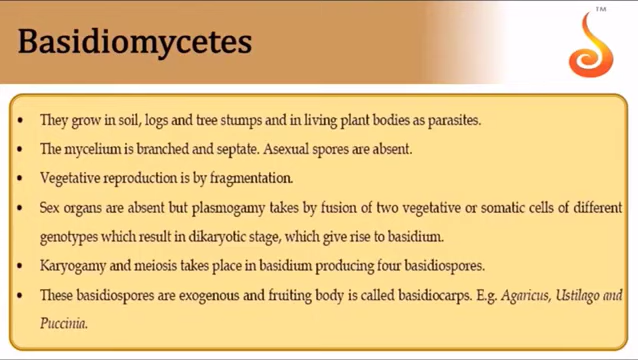 TM
Basidiomycetes
• They grow in soil, logs and tree stumps and in living plant bodies as parasites.
• The mycelium is branched and septate. Asexual spores are absent.
• Vegetative reproduction is by fragmentation.
• Sex organs are absent but plasmogamy takes by fusion of two vegetative or somatic cells of different
genotypes which result in dikaryotic stage, which give rise to basidium.
• Karyogamy and meiosis takes place in basidium producing four basidiospores.
• These basidiospores are exogenous and fruiting body is called basidiocarps. E.g. Agaricus, Ustilago and
Puccinia.